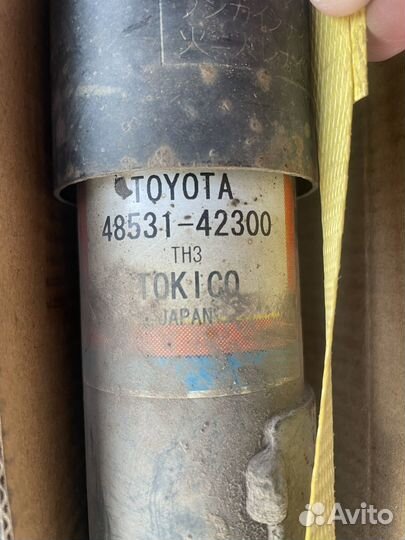 TOYOTA
48531-42300
TH3
TOKICO
JAPAN
Avito